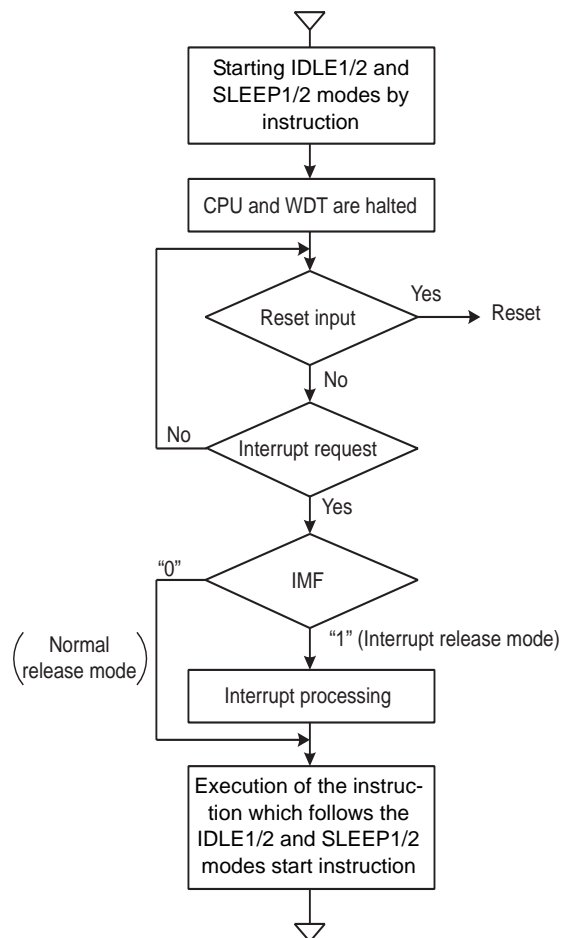 Starting IDLE1/2 and
SLEEP1/2 modes by
instruction
CPU and WDT are halted
Reset input
Yes
Reset
No
No
Interrupt request
Yes
“0”
IMF
Normal
release mode
“1” (Interrupt release mode)
Interrupt processing
Execution of the instruc-
tion which follows the
IDLE1/2 and SLEEP1/2
modes start instruction